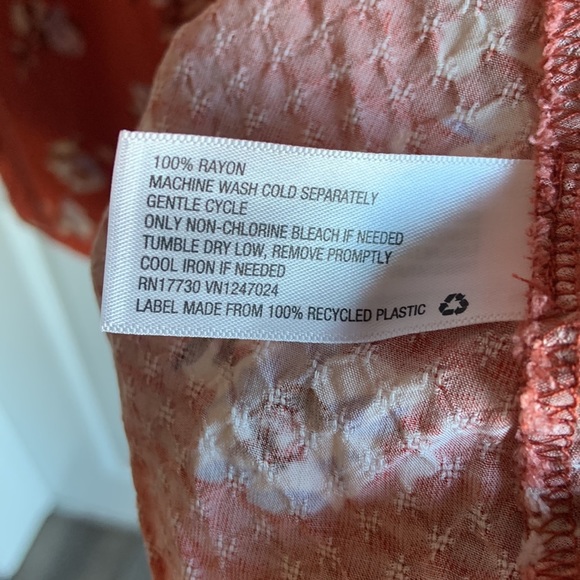 100% RAYON
MACHINE WASH COLD SEPARATELY
GENTLE CYCLE
ONLY NON-CHLORINE BLEACH IF NEEDED
TUMBLE DRY LOW, REMOVE PROMPTLY
COOL IRON IF NEEDED
RN17730 VN1247024
LABEL MADE FROM 100% RECYCLED PLASTIC